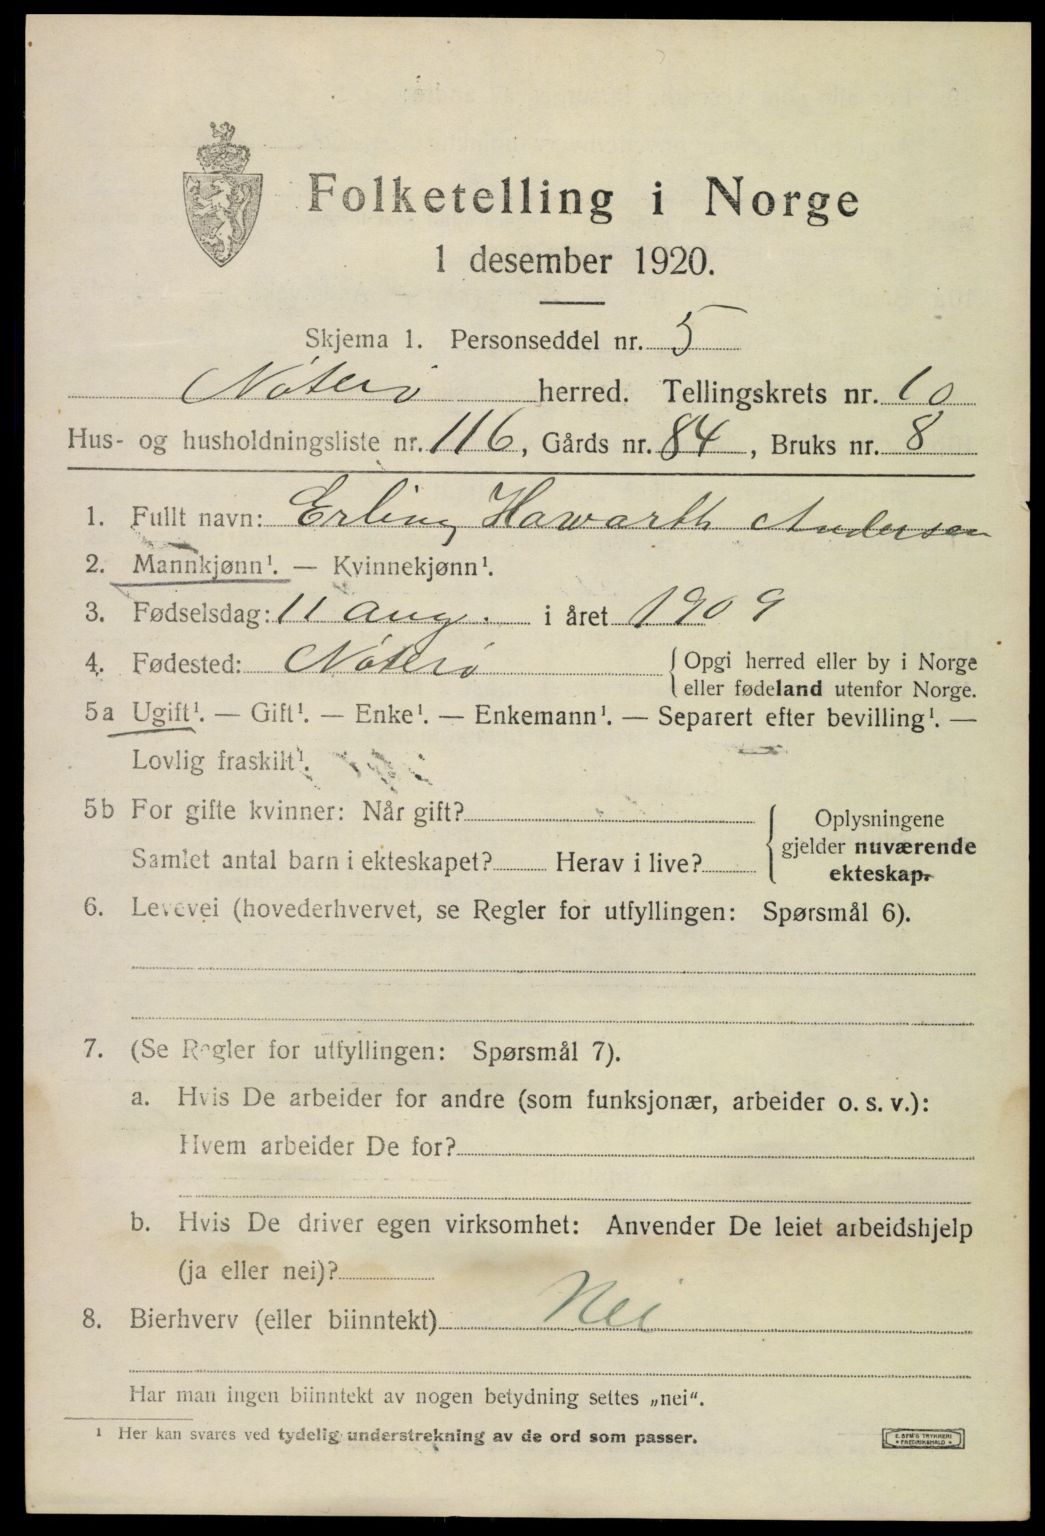 Folketelling i Norge
1 desember 1920.
Skjema 1. Personseddel nr. 5
Nøterø herred. Tellingskrets nr. 10
Hus- og husholdningsliste nr. 116, Gårds nr. 84, Bruks nr. 8
1. Fullt navn: Erling Hawarth Andersen
2. Mannkjønn¹. — Kvinnekjønn¹.
3. Fødselsdag: 11 aug. i året 1909
4. Fødested: Nøterø { Opgi herred eller by i Norge
eller fødeland utenfor Norge.
5a Ugift¹. — Gift¹. — Enke¹. — Enkemann¹. — Separert efter bevilling¹. —
Lovlig fraskilt¹.
5b For gifte kvinner: Når gift?
Samlet antal barn i ekteskapet? Herav i live?
Oplysningene
gjelder nuværende
ekteskap.
6. Levevei (hovederhvervet, se Regler for utfyllingen: Spørsmål 6).
7. (Se Regler for utfyllingen: Spørsmål 7).
a. Hvis De arbeider for andre (som funksjonær, arbeider o. s. v.):
Hvem arbeider De for?
b. Hvis De driver egen virksomhet: Anvender De leiet arbeidshjelp
(ja eller nei)?
8. Bierhverv (eller biinntekt) Nei
Har man ingen biinntekt av nogen betydning settes „nei".
¹ Her kan svares ved tydelig understrekning av de ord som passer.
TRYKKERI
FREDRIKSHALD